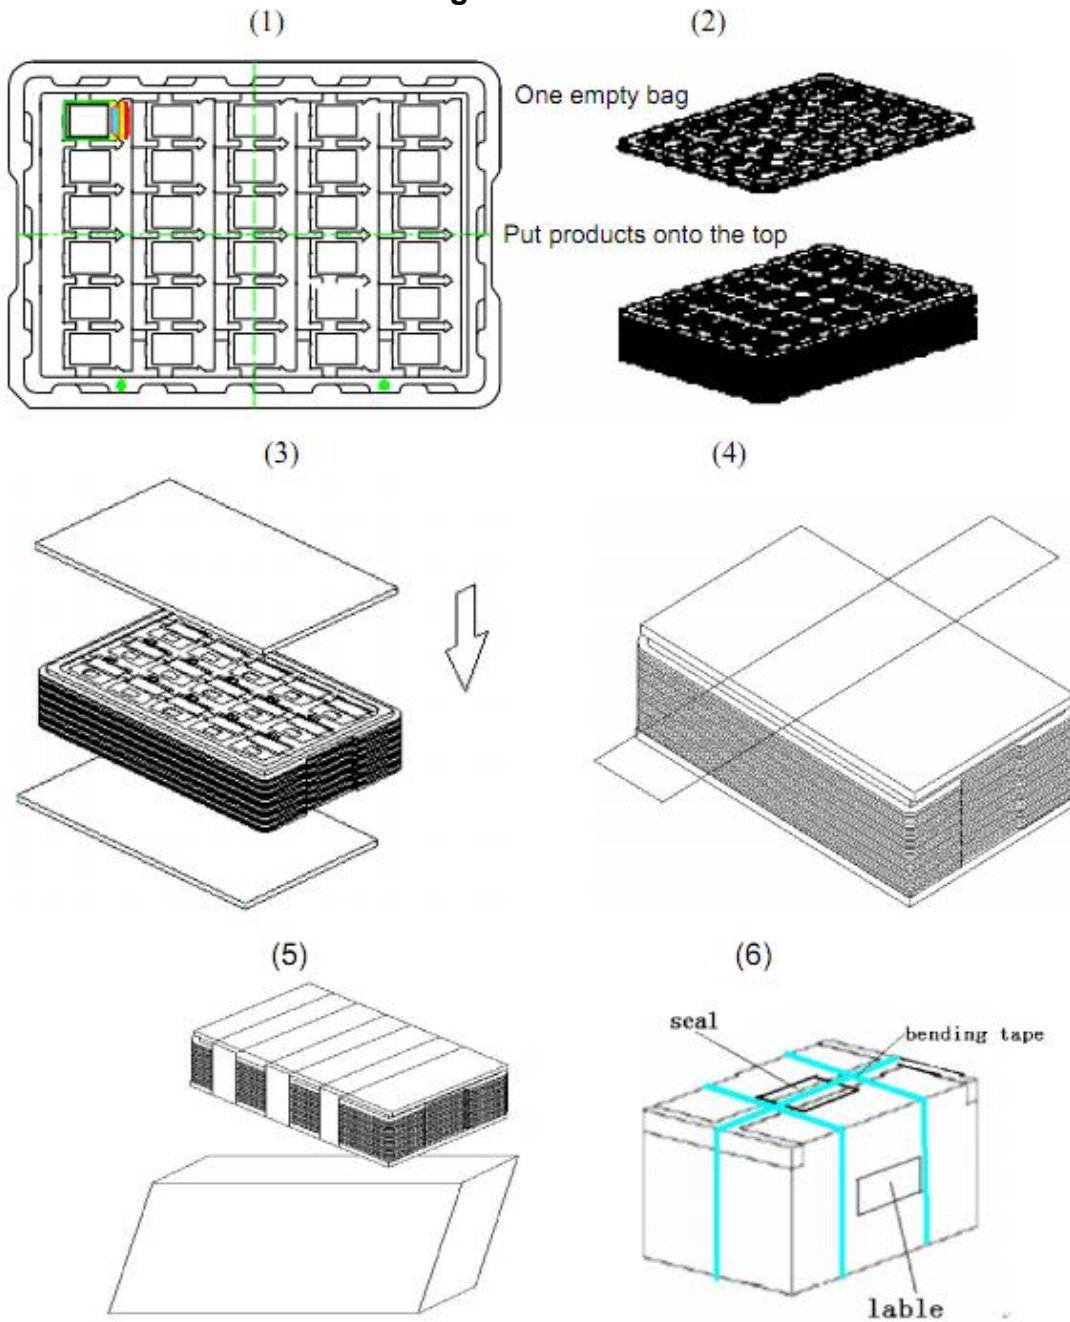 (1)
(2)
One empty bag
Put products onto the top
(3)
(4)
(5)
(6)
seal
bending tape
lable